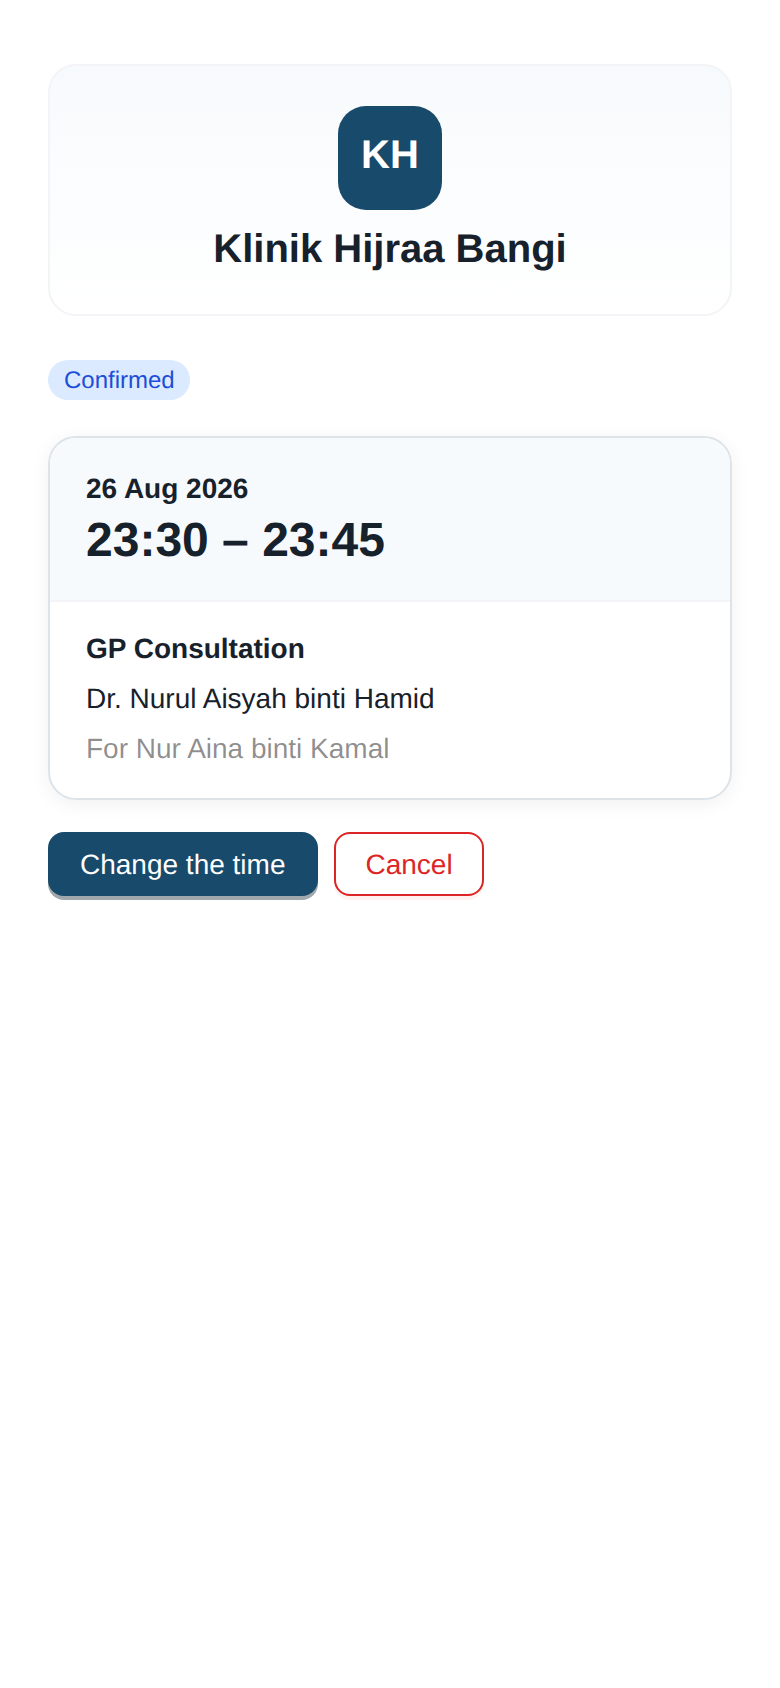 KH
Klinik Hijraa Bangi
Confirmed
26 Aug 2026
23:30 – 23:45
GP Consultation
Dr. Nurul Aisyah binti Hamid
For Nur Aina binti Kamal
Change the time
Cancel